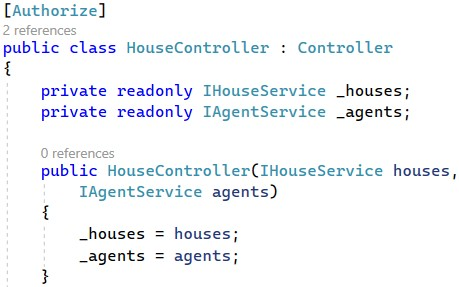 [Authorize]
2 references
public class HouseController : Controller
{
private readonly IHouseService _houses;
private readonly IAgentService _agents;
0 references
public HouseController(IHouseService houses,
IAgentService agents)
{
_houses = houses;
_agents = agents;
}